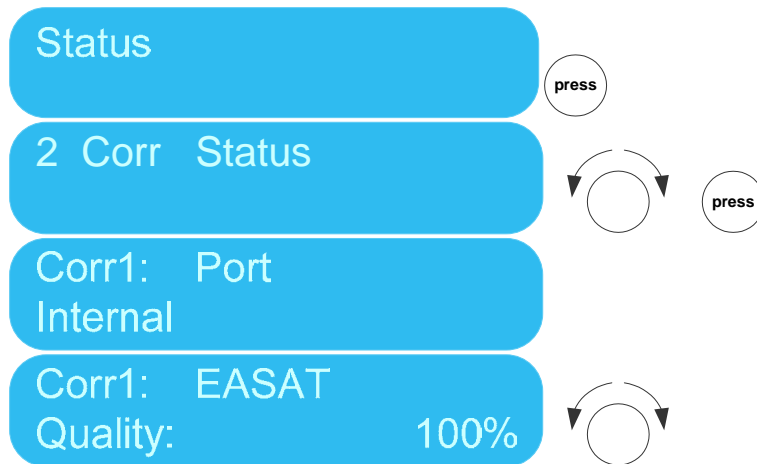 Status
press
2 Corr Status
press
Corr1: Port
Internal
Corr1: EASAT
Quality: 100%